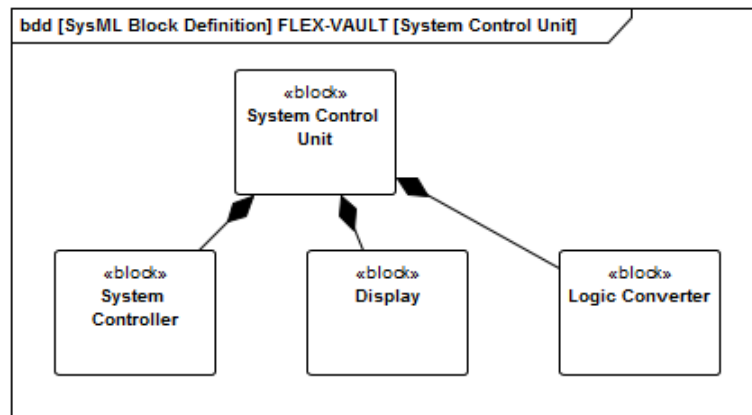 bdd [SysML Block Definition] FLEX-VAULT [System Control Unit]
«block»
System Control
Unit
«block»
System
Controller
«block»
Display
«block»
Logic Converter